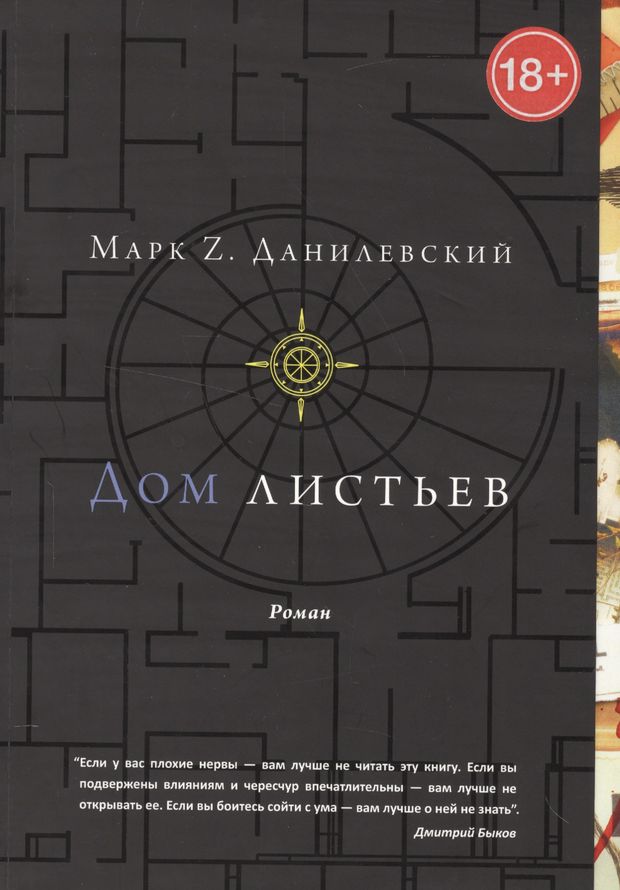 18+
Марк Z. Данилевский
Дом листьев
Роман
“Если у вас плохие нервы — вам лучше не читать эту книгу. Если вы
подвержены влияниям и чересчур впечатлительны — вам лучше не
открывать ее. Если вы боитесь сойти с ума — вам лучше о ней не знать”.
Дмитрий Быков